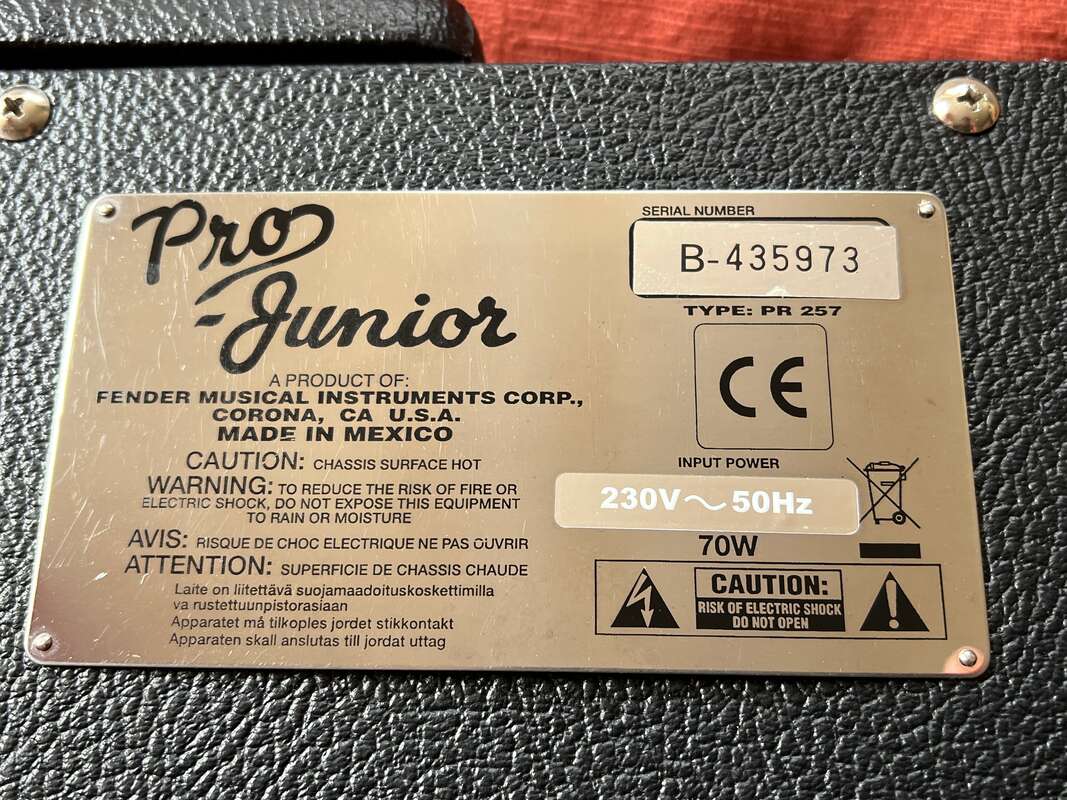 Pro
Junior
A PRODUCT OF:
FENDER MUSICAL INSTRUMENTS CORP.,
CORONA, CA U.S.A.
MADE IN MEXICO
CAUTION: CHASSIS SURFACE HOT
WARNING: TO REDUCE THE RISK OF FIRE OR
ELECTRIC SHOCK, DO NOT EXPOSE THIS EQUIPMENT
TO RAIN OR MOISTURE
AVIS: RISQUE DE CHOC ELECTRIQUE NE PAS OUVRIR
ATTENTION: SUPERFICIE DE CHASSIS CHAUDE
Laite on liitettävä suojamaadoituskoskettimilla
va rustettuunpistorasiaan
Apparatet må tilkoples jordet stikkontakt
Apparaten skall anslutas till jordat uttag
SERIAL NUMBER
B-435973
TYPE: PR 257
CE
INPUT POWER
230V~50Hz
70W
CAUTION:
RISK OF ELECTRIC SHOCK
DO NOT OPEN